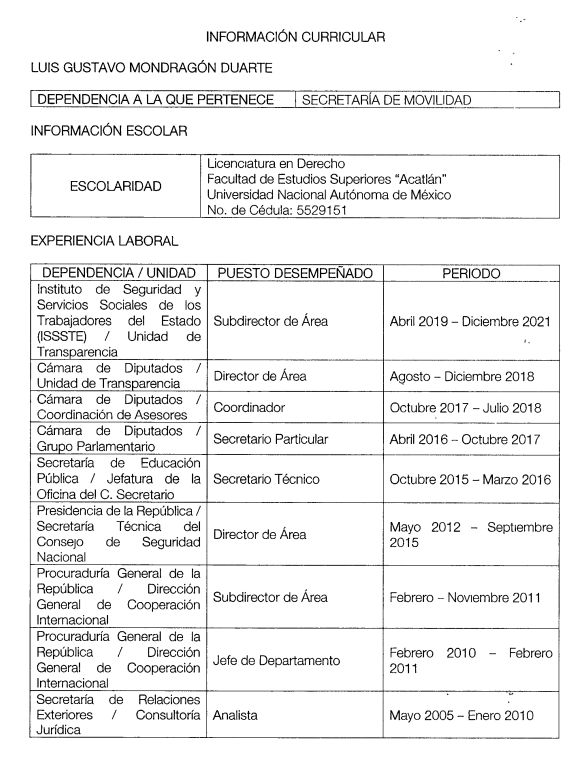 INFORMACIÓN CURRICULAR
LUIS GUSTAVO MONDRAGÓN DUARTE
DEPENDENCIA A LA QUE PERTENECE SECRETARÍA DE MOVILIDAD
INFORMACIÓN ESCOLAR
ESCOLARIDAD
Licenciatura en Derecho
Facultad de Estudios Superiores “Acatlán”
Universidad Nacional Autónoma de México
No. de Cédula: 5529151
EXPERIENCIA LABORAL
DEPENDENCIA / UNIDAD PUESTO DESEMPEÑADO PERIODO
Instituto de Seguridad y
Servicios Sociales de los
Trabajadores del Estado
(ISSSTE) / Unidad de
Transparencia
Subdirector de Área
Abril 2019 – Diciembre 2021
Cámara de Diputados /
Unidad de Transparencia
Director de Área
Agosto – Diciembre 2018
Cámara de Diputados /
Coordinación de Asesores
Coordinador
Octubre 2017 – Julio 2018
Cámara de Diputados /
Grupo Parlamentario
Secretario Particular
Abril 2016 – Octubre 2017
Secretaría de Educación
Pública / Jefatura de la
Oficina del C. Secretario
Secretario Técnico
Octubre 2015 – Marzo 2016
Presidencia de la República /
Secretaría Técnica del
Consejo de Seguridad
Nacional
Director de Área
Mayo 2012 – Septiembre
2015
Procuraduría General de la
República / Dirección
General de Cooperación
Internacional
Subdirector de Área
Febrero – Noviembre 2011
Procuraduría General de la
República / Dirección
General de Cooperación
Internacional
Jefe de Departamento
Febrero 2010 – Febrero
2011
Secretaría de Relaciones
Exteriores / Consultoría
Jurídica
Analista
Mayo 2005 – Enero 2010